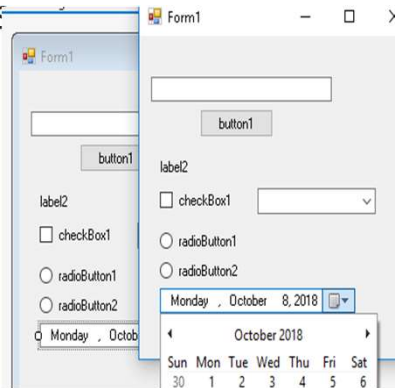 Form1
button1
label2
checkBox1
radioButton1
radioButton2
Monday , Octob
Form1
button1
label2
checkBox1
radioButton1
radioButton2
Monday , October 8, 2018
October 2018
Sun Mon Tue Wed Thu Fri Sat
30 1 2 3 4 5 6